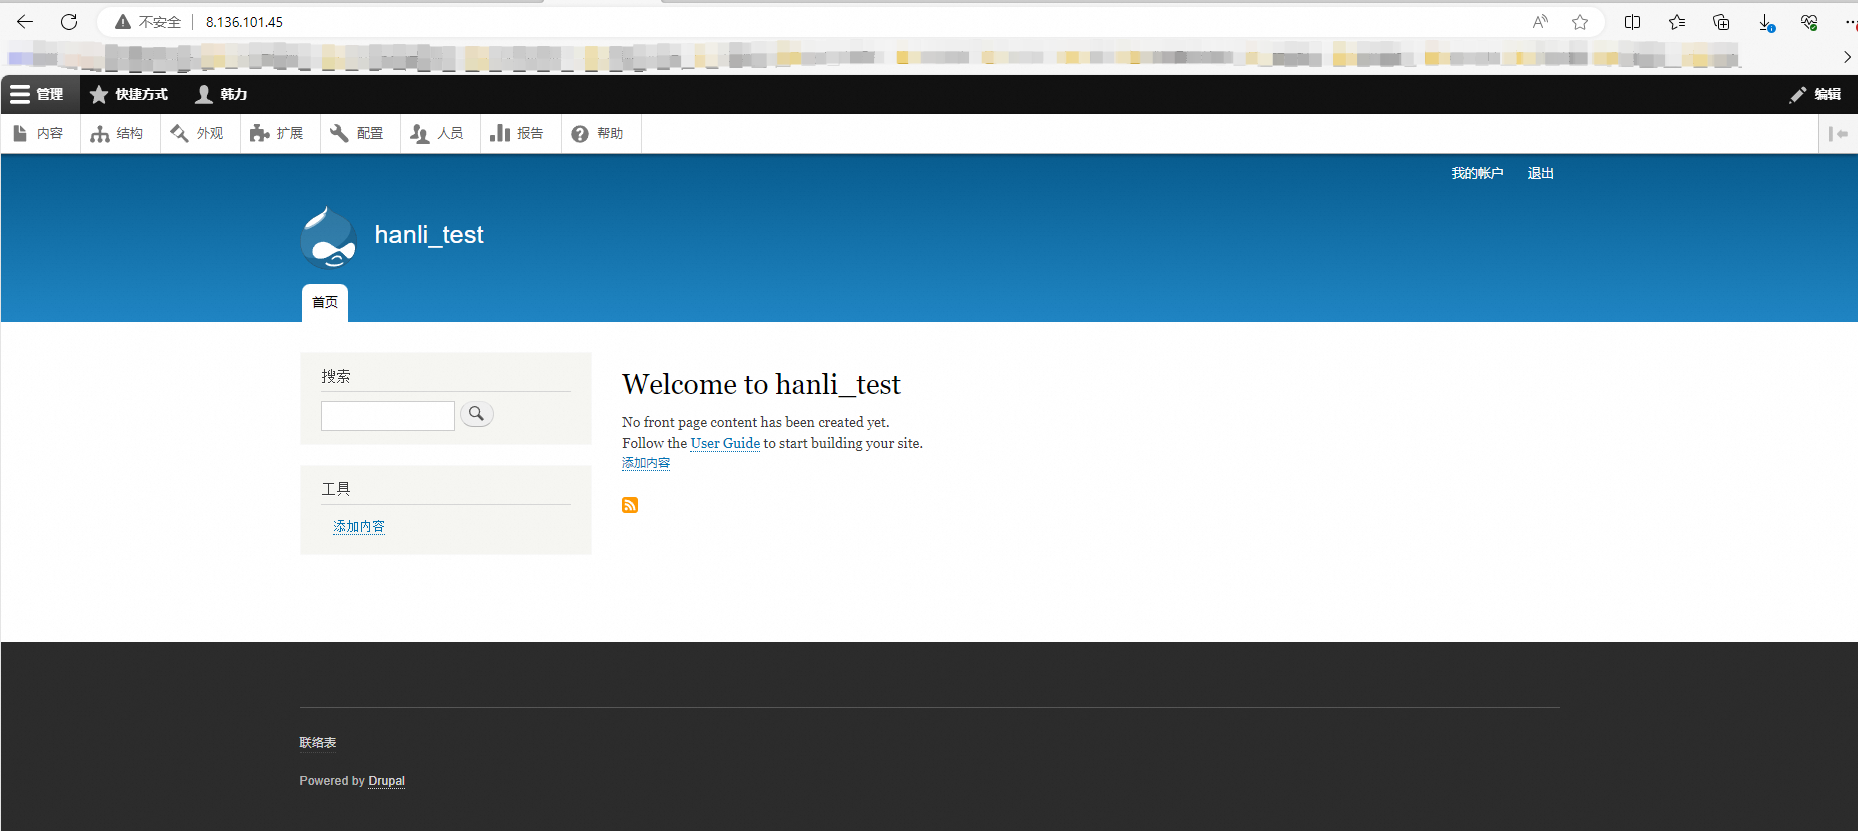 不安全 8.136.101.45
管理 快捷方式 韩力 编辑
内容 结构 外观 扩展 配置 人员 报告 帮助
我的帐户 退出
hanli_test
首页
搜索
工具
添加内容
Welcome to hanli_test
No front page content has been created yet.
Follow the User Guide to start building your site.
添加内容
联络表
Powered by Drupal